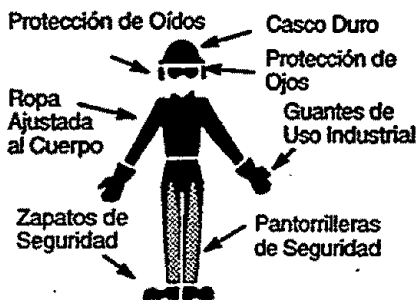 Protección de Oídos
Casco Duro
Protección de
Ojos
Ropa
Ajustada
al Cuerpo
Guantes de
Uso Industrial
Zapatos de
Seguridad
Pantorrilleras
de Seguridad